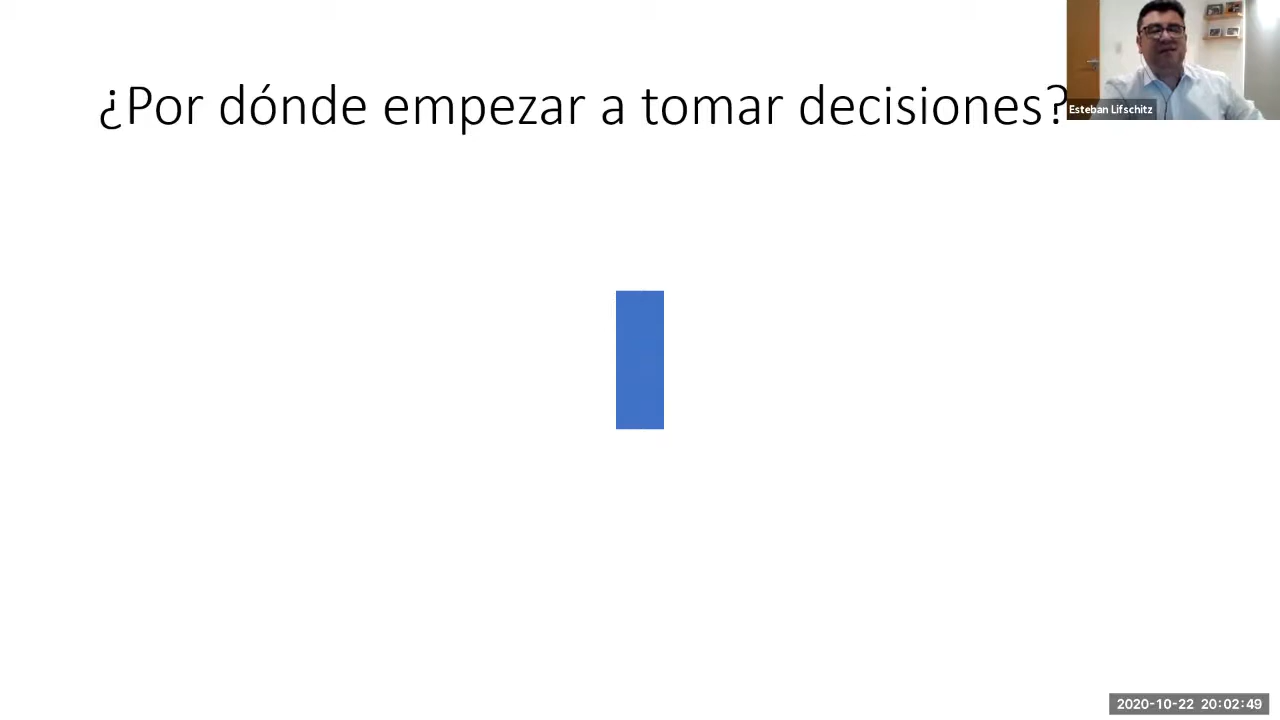 ¿Por dónde empezar a tomar decisiones?
Esteban Lifschitz
2020-10-22 20:02:49